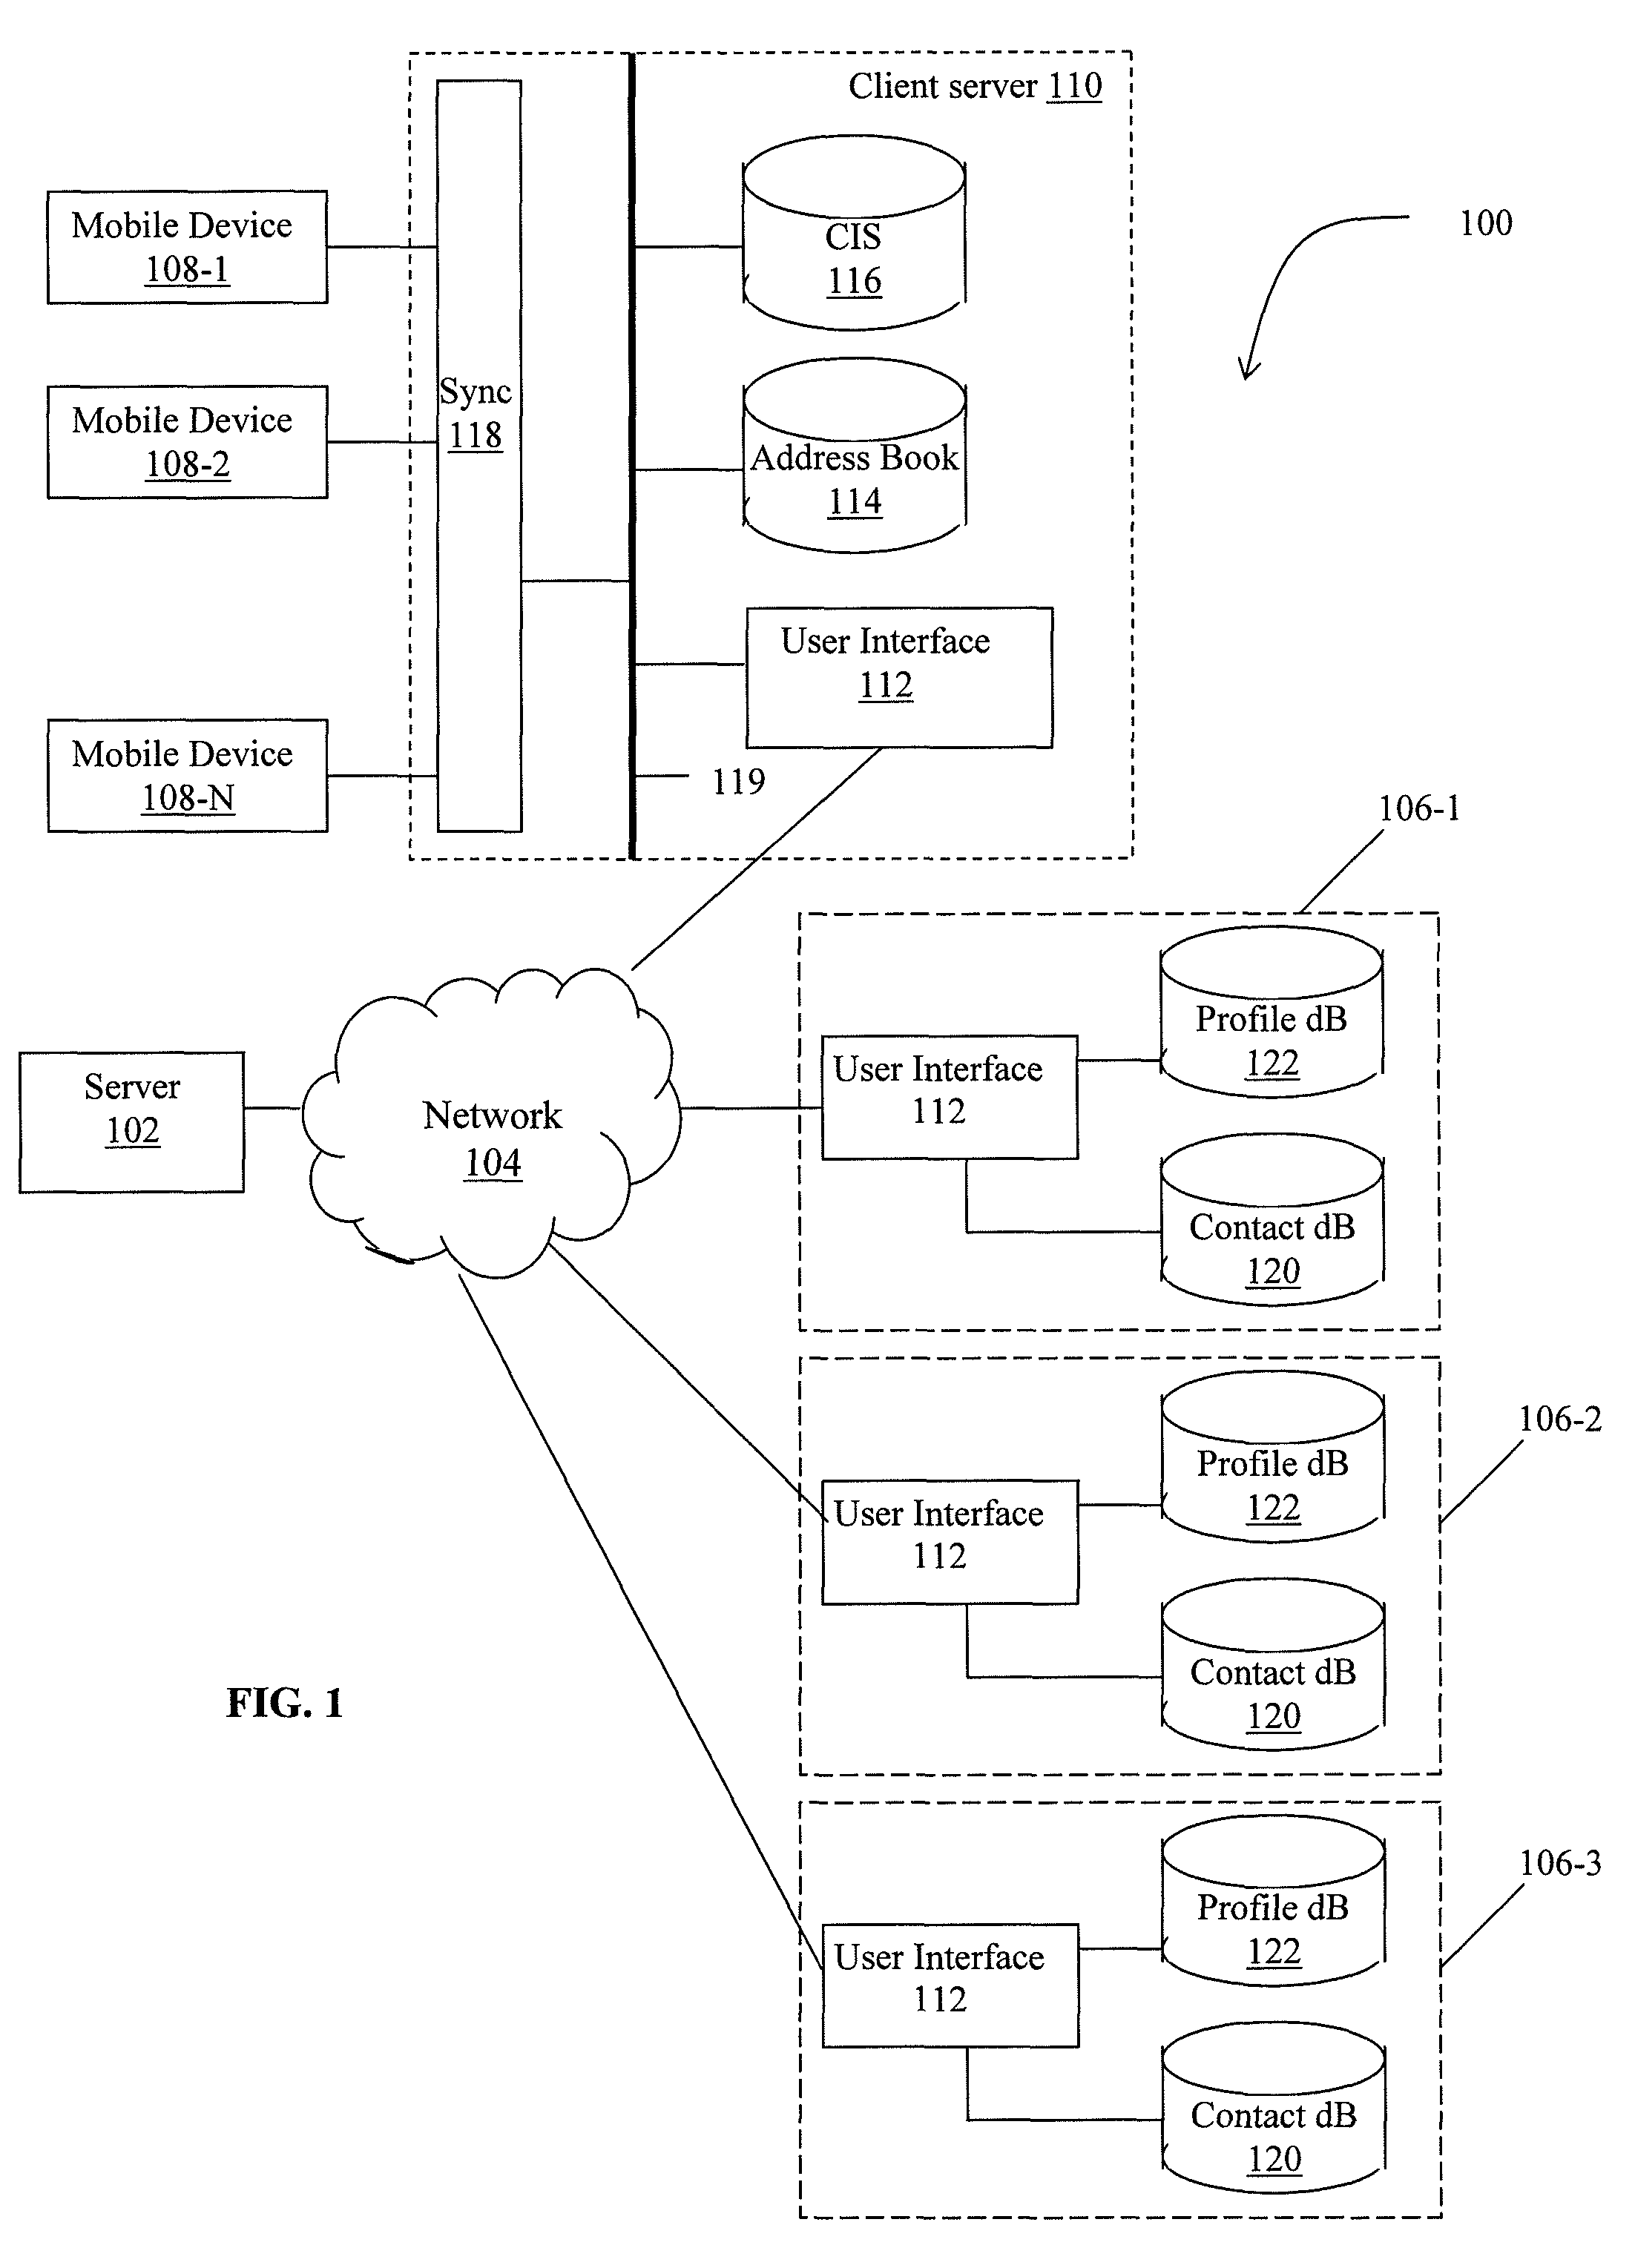 Client server 110
Mobile Device
108-1
CIS
116
100
Mobile Device
108-2
Sync
118
Address Book
114
User Interface
112
Mobile Device
108-N
119
106-1
Server
102
Network
104
User Interface
112
Profile dB
122
Contact dB
120
106-2
User Interface
112
Profile dB
122
Contact dB
120
FIG. 1
106-3
User Interface
112
Profile dB
122
Contact dB
120